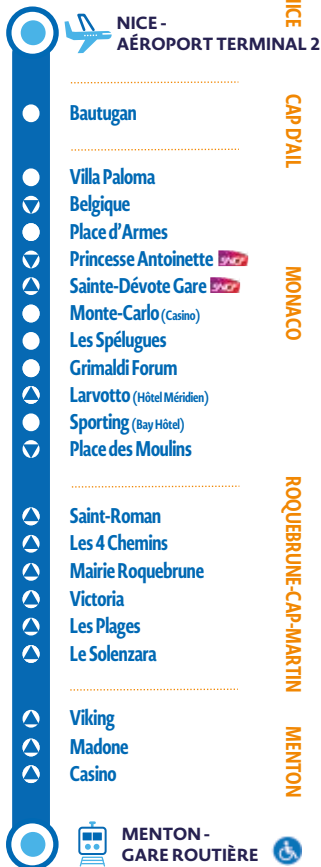 NICE -
AÉROPORT TERMINAL 2
NICE
Bautugan
CAP D'AIL
Villa Paloma
Belgique
Place d'Armes
Princesse Antoinette SNCF
Sainte-Dévote Gare SNCF
Monte-Carlo (Casino)
Les Spélugues
Grimaldi Forum
Larvotto (Hôtel Méridien)
Sporting (Bay Hôtel)
Place des Moulins
MONACO
Saint-Roman
Les 4 Chemins
Mairie Roquebrune
Victoria
Les Plages
Le Solenzara
ROQUEBRUNE-CAP-MARTIN
Viking
Madone
Casino
MENTON
MENTON -
GARE ROUTIÈRE